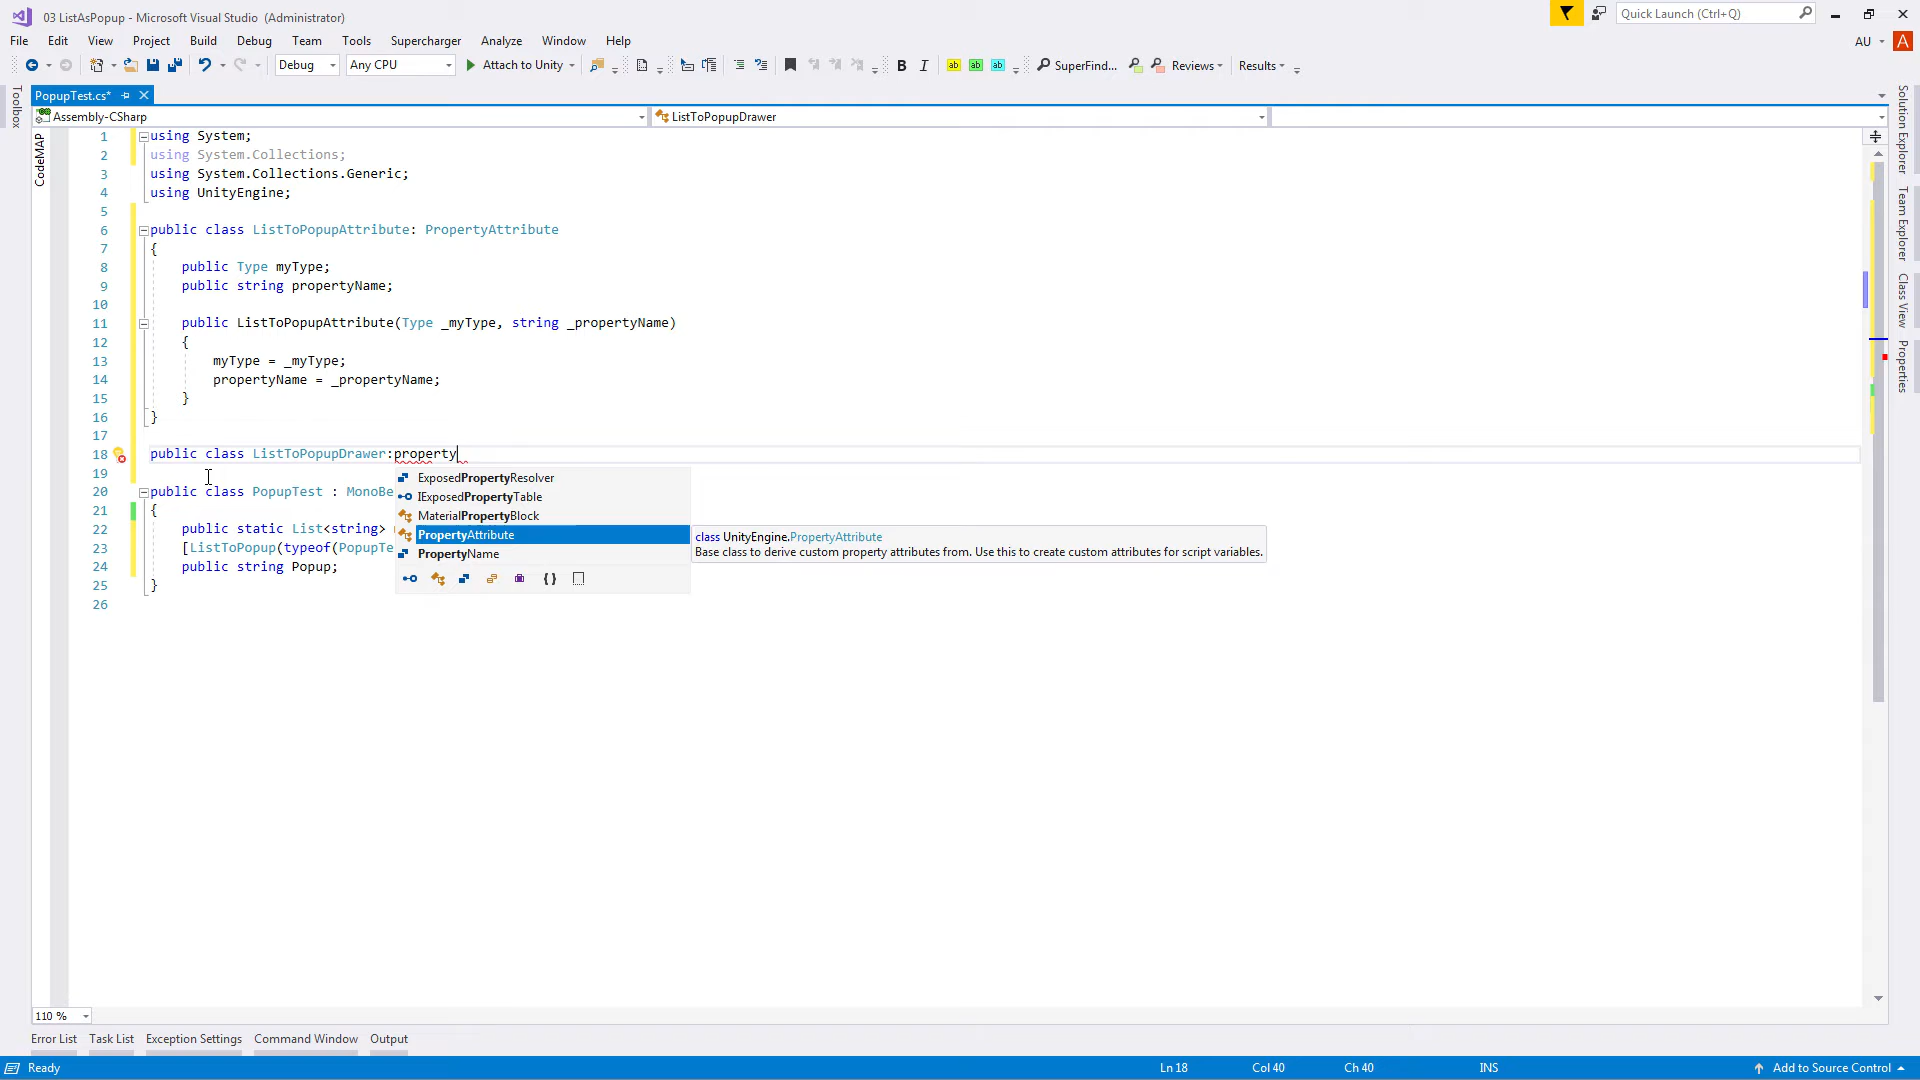 03 ListAsPopup - Microsoft Visual Studio (Administrator)
Quick Launch (Ctrl+Q)
File Edit View Project Build Debug Team Tools Supercharger Analyze Window Help
AU A
Debug Any CPU Attach to Unity B I ab ab ab SuperFind... Reviews Results
PopupTest.cs*
Assembly-CSharp ListToPopupDrawer
Toolbox
CodeMAP
1 using System;
2 using System.Collections;
3 using System.Collections.Generic;
4 using UnityEngine;
5
6 public class ListToPopupAttribute: PropertyAttribute
7 {
8 public Type myType;
9 public string propertyName;
10
11 public ListToPopupAttribute(Type _myType, string _propertyName)
12 {
13 myType = _myType;
14 propertyName = _propertyName;
15 }
16 }
17
18 public class ListToPopupDrawer:property
19
20 public class PopupTest : MonoBe
21 {
22 public static List<string>
23 [ListToPopup(typeof(PopupTe
24 public string Popup;
25 }
26
ExposedPropertyResolver
IExposedPropertyTable
MaterialPropertyBlock
PropertyAttribute
PropertyName
{ }
class UnityEngine.PropertyAttribute
Base class to derive custom property attributes from. Use this to create custom attributes for script variables.
Solution Explorer
Team Explorer
Class View
Properties
110 %
Error List Task List Exception Settings Command Window Output
Ready Ln 18 Col 40 Ch 40 INS Add to Source Control